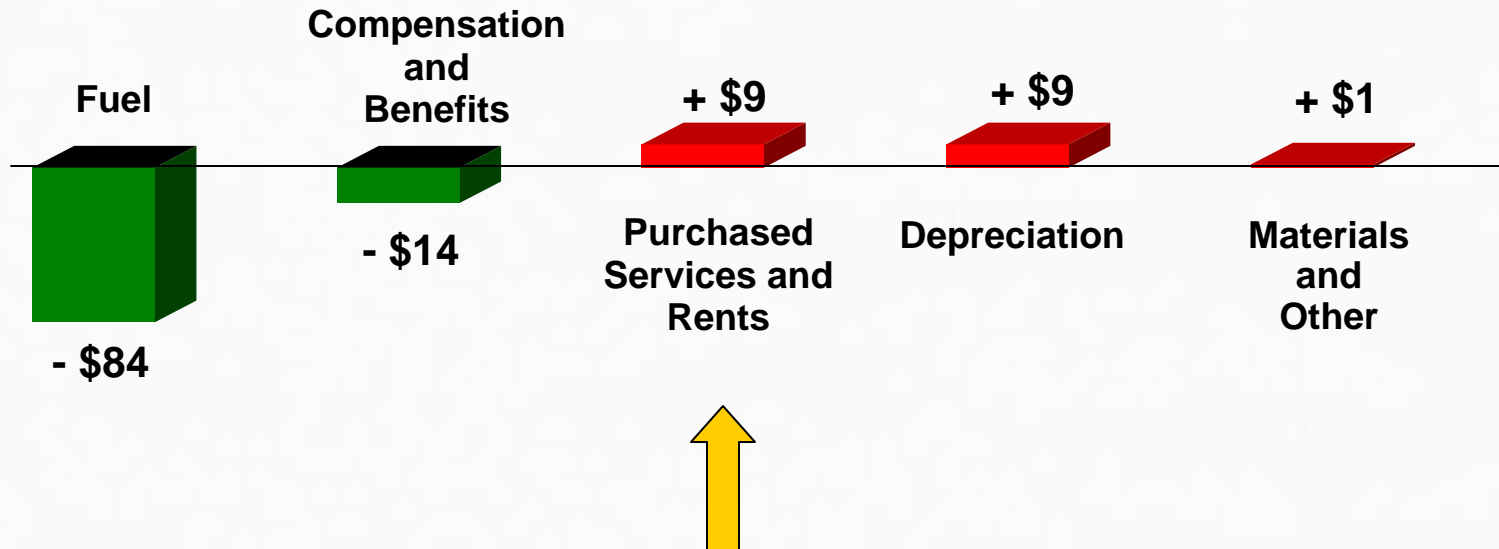 Fuel
- $84
Compensation
and
Benefits
- $14
+ $9
Purchased
Services and
Rents
+ $9
Depreciation
+ $1
Materials
and
Other